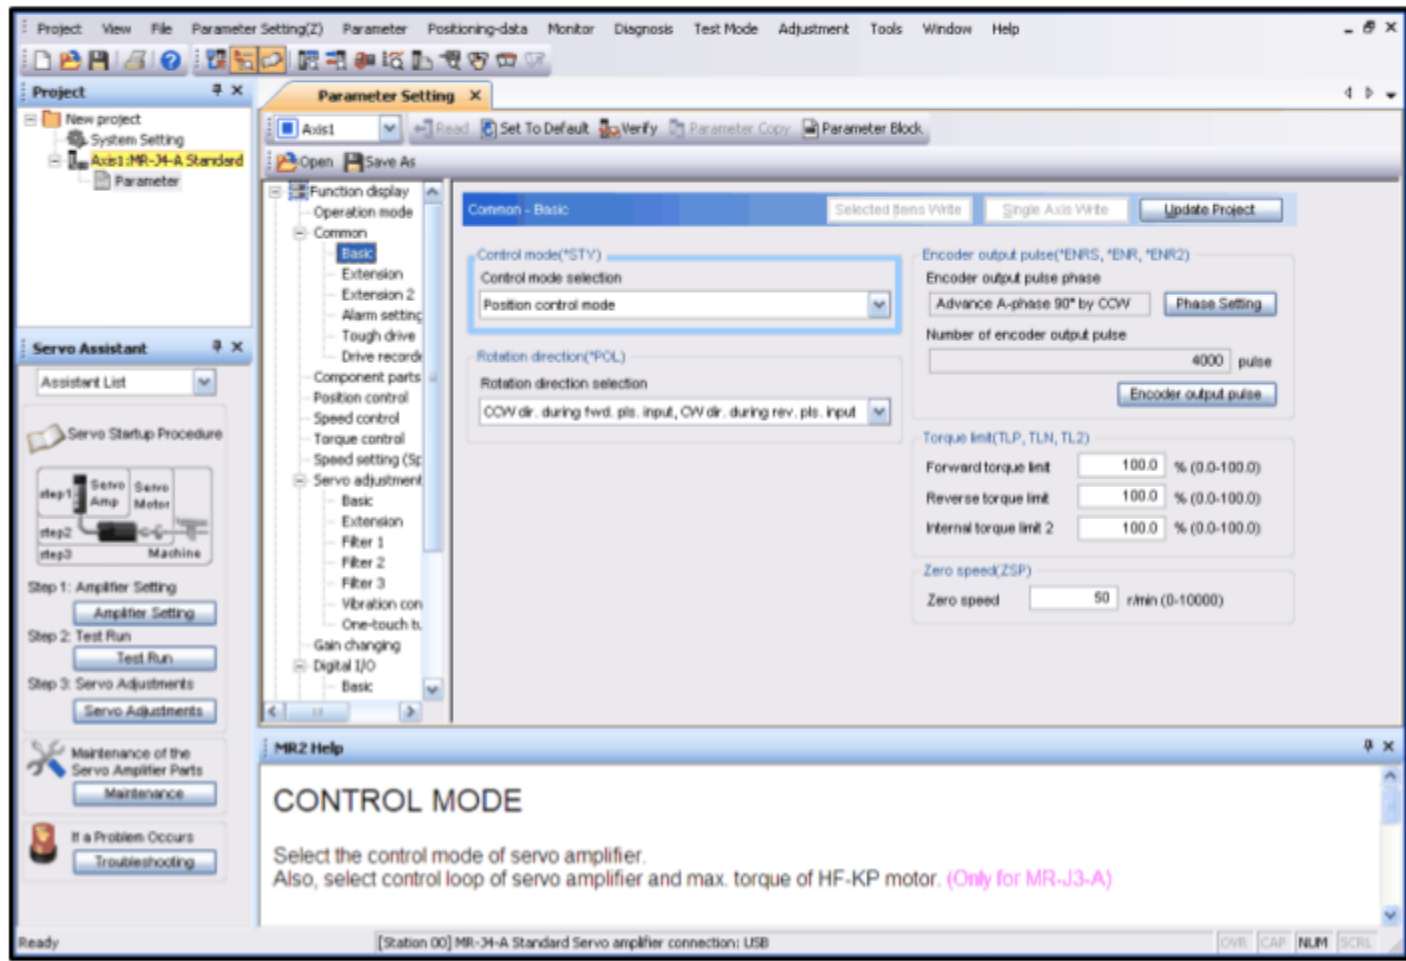 Project View File Parameter Setting(Z) Parameter Positioning-data Monitor Diagnosis Test Mode Adjustment Tools Window Help
Project
New project
System Setting
Axis1:MR-J4-A Standard
Parameter
Servo Assistant
Assistant List
Servo Startup Procedure
step1 Servo Amp Servo Motor
step2
step3 Machine
Step 1: Amplifier Setting
Amplifier Setting
Step 2: Test Run
Test Run
Step 3: Servo Adjustments
Servo Adjustments
Maintenance of the
Servo Amplifier Parts
Maintenance
If a Problem Occurs
Troubleshooting
Parameter Setting
Axis1 Read Set To Default Verify Parameter Copy Parameter Block
Open Save As
Function display
Operation mode
Common
Basic
Extension
Extension 2
Alarm setting
Tough drive
Drive recorde
Component parts
Position control
Speed control
Torque control
Speed setting (Sp
Servo adjustment
Basic
Extension
Filter 1
Filter 2
Filter 3
Vibration con
One-touch tu
Gain changing
Digital I/O
Basic
Common - Basic Selected Items Write Single Axis Write Update Project
Control mode(*STY)
Control mode selection
Position control mode
Rotation direction(*POL)
Rotation direction selection
CCW dir. during fwd. pls. input, CW dir. during rev. pls. input
Encoder output pulse(*ENRS, *ENR, *ENR2)
Encoder output pulse phase
Advance A-phase 90° by CCW Phase Setting
Number of encoder output pulse
4000 pulse
Encoder output pulse
Torque limit(TLP, TLN, TL2)
Forward torque limit 100.0 % (0.0-100.0)
Reverse torque limit 100.0 % (0.0-100.0)
Internal torque limit 2 100.0 % (0.0-100.0)
Zero speed(ZSP)
Zero speed 50 r/min (0-10000)
MR2 Help
CONTROL MODE
Select the control mode of servo amplifier.
Also, select control loop of servo amplifier and max. torque of HF-KP motor. (Only for MR-J3-A)
Ready [Station 00] MR-J4-A Standard Servo amplifier connection: USB OVR CAP NUM SCRL